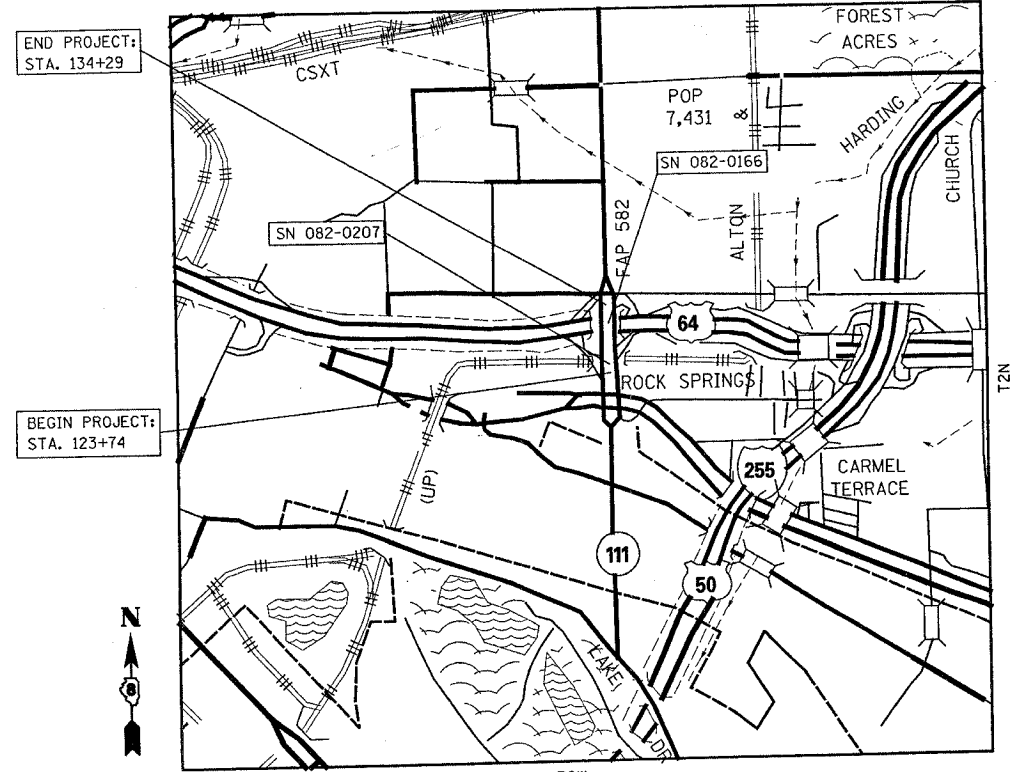 END PROJECT:
STA. 134+29
CSXT
FOREST
ACRES
POP
7,431
&
HARDING
CHURCH
SN 082-0166
SN 082-0207
FAP 582
ALTON
64
ROCK SPRINGS
T2N
BEGIN PROJECT:
STA. 123+74
(UP)
255
CARMEL
TERRACE
111
50
N
8
LAKE
DR